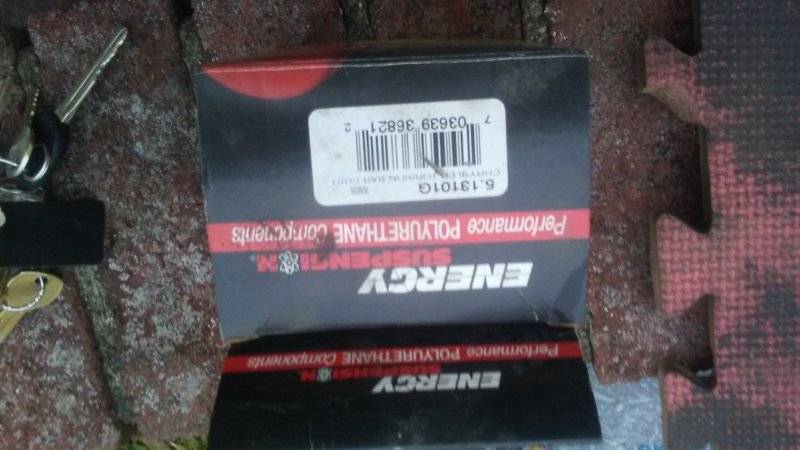 ENERGY
SUSPENSION
Performance POLYURETHANE Components
5.13101G
CHRYSLER TORSION BAR DUST
7 03639 36821 2
ENERGY
SUSPENSION
Performance POLYURETHANE Components